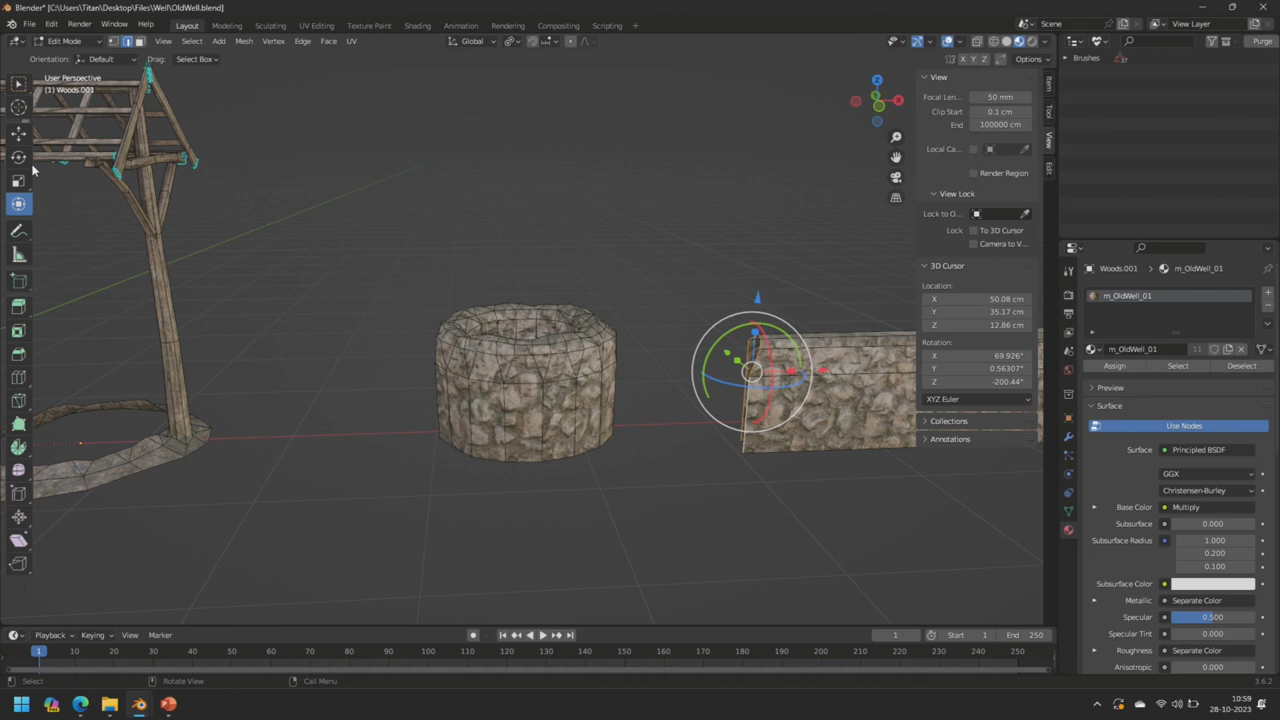 Blender* [C:\Users\Titan\Desktop\Files\Well\OldWell.blend]
File Edit Render Window Help Layout Modeling Sculpting UV Editing Texture Paint Shading Animation Rendering Compositing Scripting + Scene View Layer
Edit Mode View Select Add Mesh Vertex Edge Face UV Global Purge
Orientation: Default Drag: Select Box X Y Z Options
User Perspective
(1) Woods.001
Brushes 37
View
Focal Len... 50 mm
Clip Start 0.1 cm
End 100000 cm
Local Ca...
Render Region
View Lock
Lock to O...
Lock To 3D Cursor
Camera to V...
3D Cursor
Location:
X 50.08 cm
Y 35.17 cm
Z 12.86 cm
Rotation:
X 69.926°
Y 0.56307°
Z -200.44°
XYZ Euler
Collections
Annotations
Item
Tool
View
Edit
Z
Y
X
Woods.001 m_OldWell_01
m_OldWell_01
m_OldWell_01 11
Assign Select Deselect
Preview
Surface
Use Nodes
Surface Principled BSDF
GGX
Christensen-Burley
Base Color Multiply
Subsurface 0.000
Subsurface Radius 1.000
0.200
0.100
Subsurface Color
Metallic Separate Color
Specular 0.500
Specular Tint 0.000
Roughness Separate Color
Anisotropic 0.000
Playback Keying View Marker 1 Start 1 End 250
1 10 20 30 40 50 60 70 80 90 100 110 120 130 140 150 160 170 180 190 200 210 220 230 240 250
Select Rotate View Call Menu 3.6.2
10:59
28-10-2023